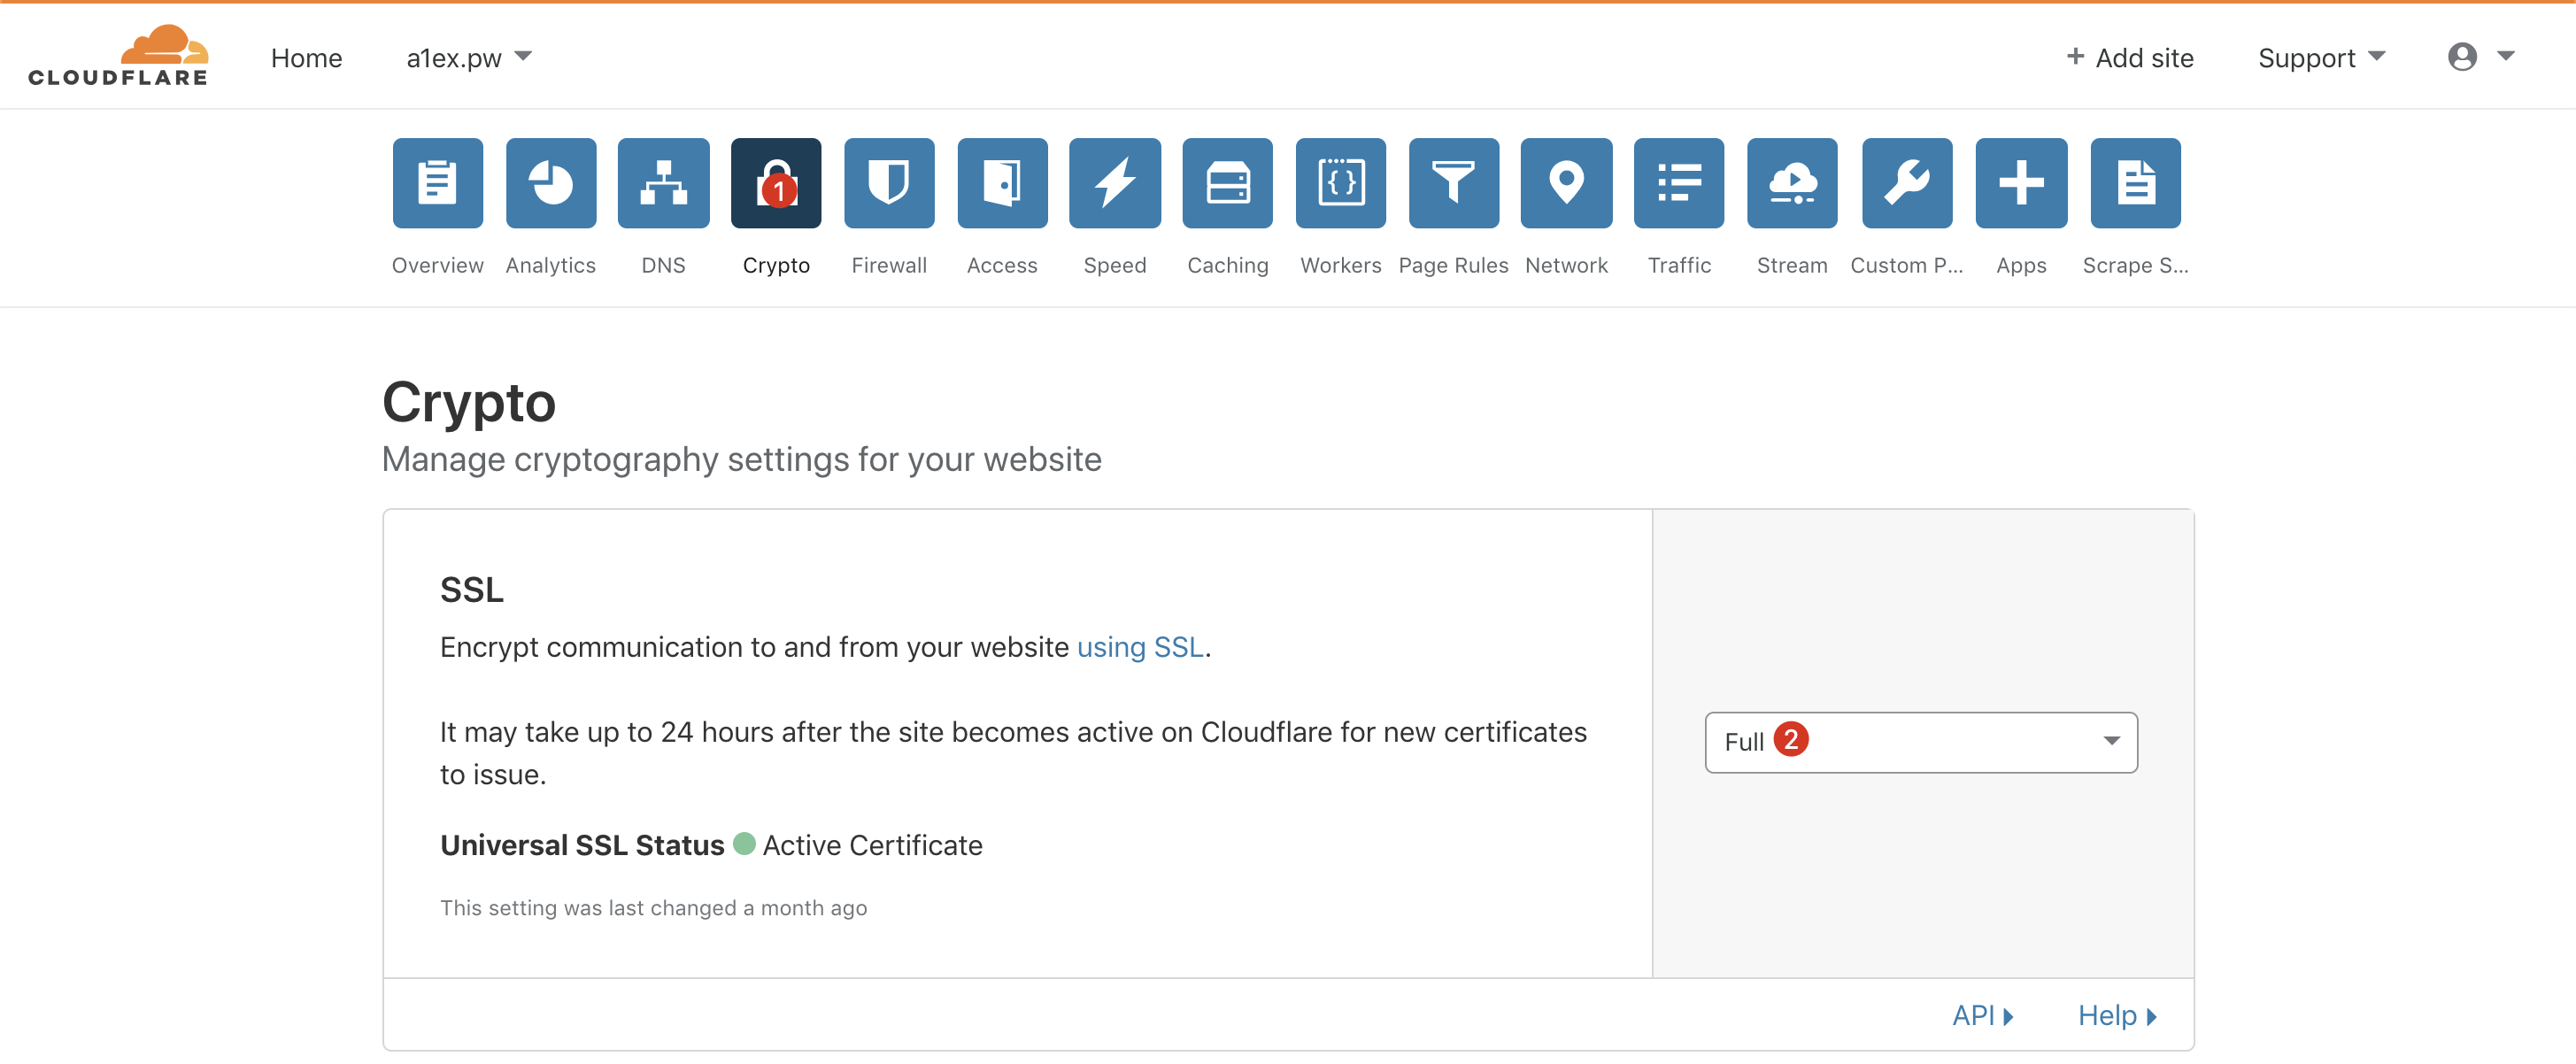 CLOUDFLARE
Home
a1ex.pw
+ Add site
Support
1
Overview
Analytics
DNS
Crypto
Firewall
Access
Speed
Caching
Workers
Page Rules
Network
Traffic
Stream
Custom P...
Apps
Scrape S...
Crypto
Manage cryptography settings for your website
SSL
Encrypt communication to and from your website using SSL.
It may take up to 24 hours after the site becomes active on Cloudflare for new certificates
to issue.
Universal SSL Status Active Certificate
This setting was last changed a month ago
Full 2
API
Help